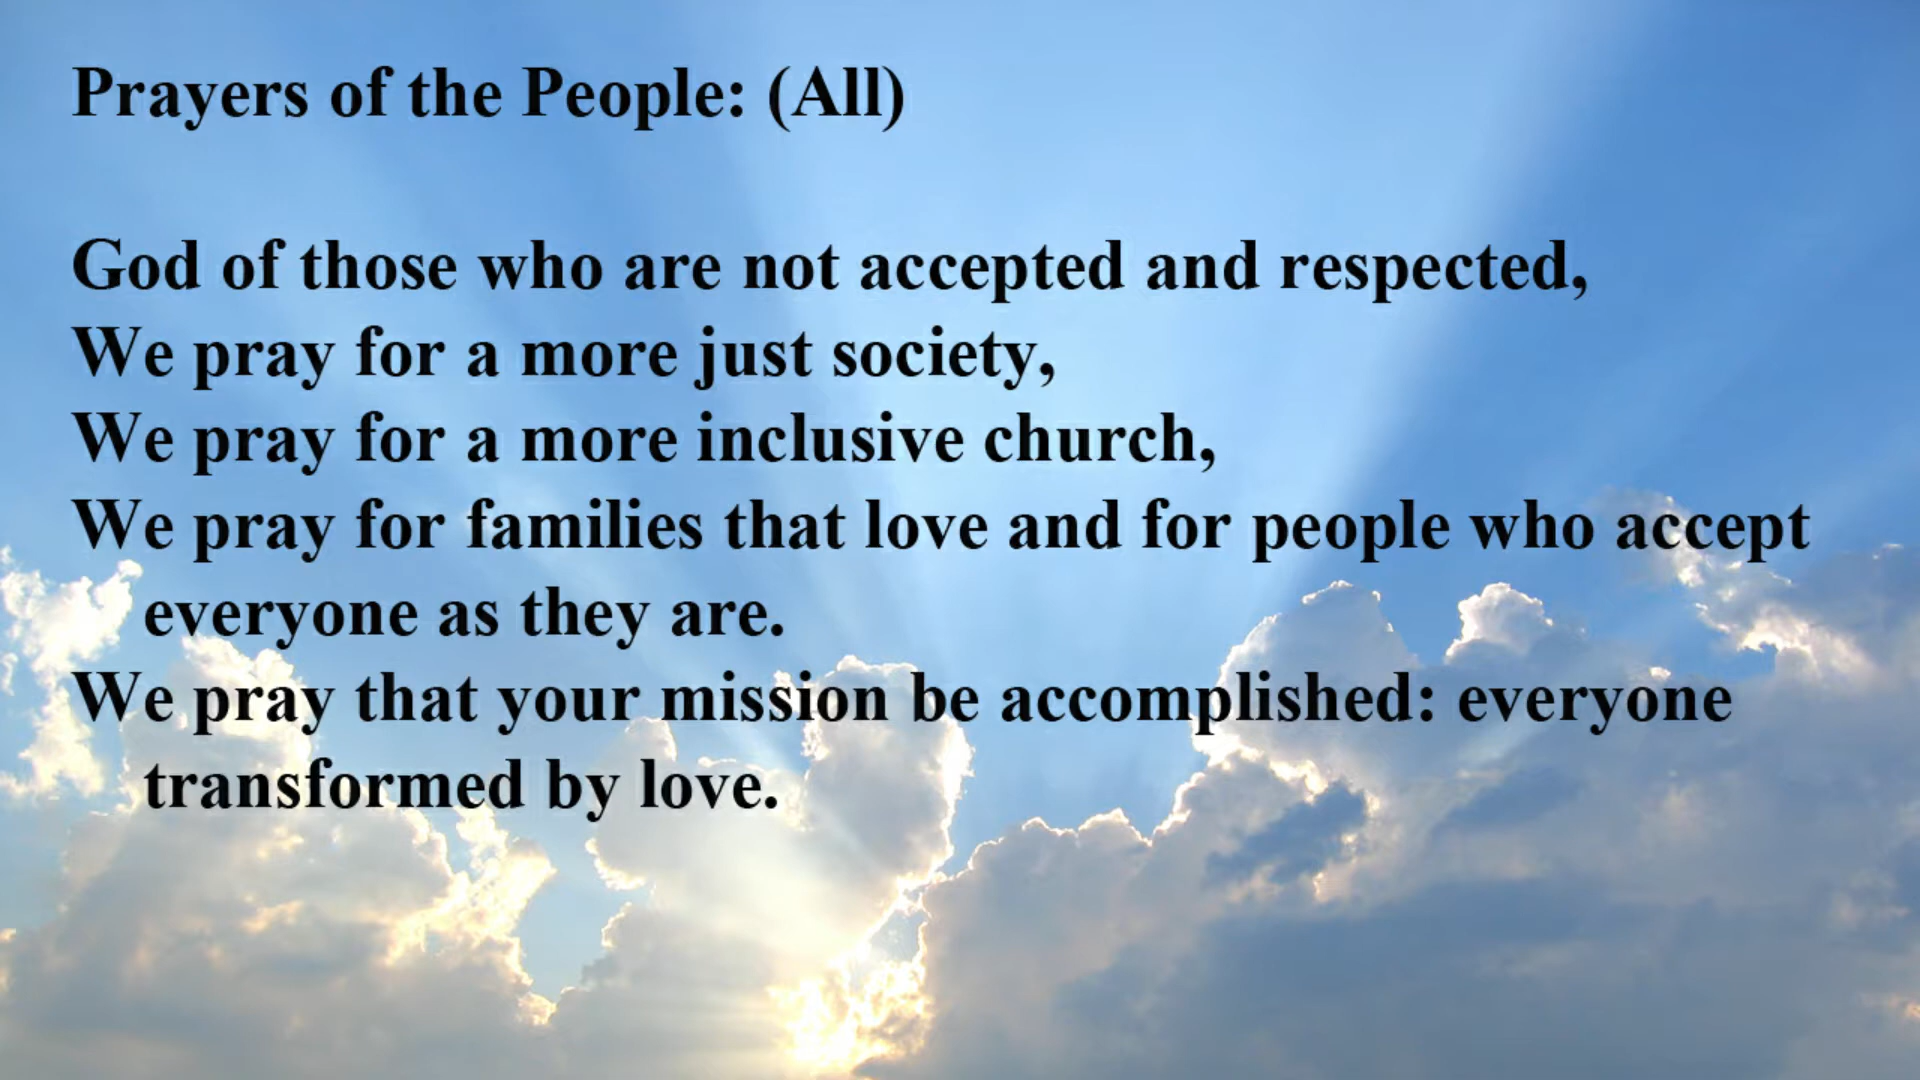 Prayers of the People: (All)
God of those who are not accepted and respected,
We pray for a more just society,
We pray for a more inclusive church,
We pray for families that love and for people who accept
everyone as they are.
We pray that your mission be accomplished: everyone
transformed by love.